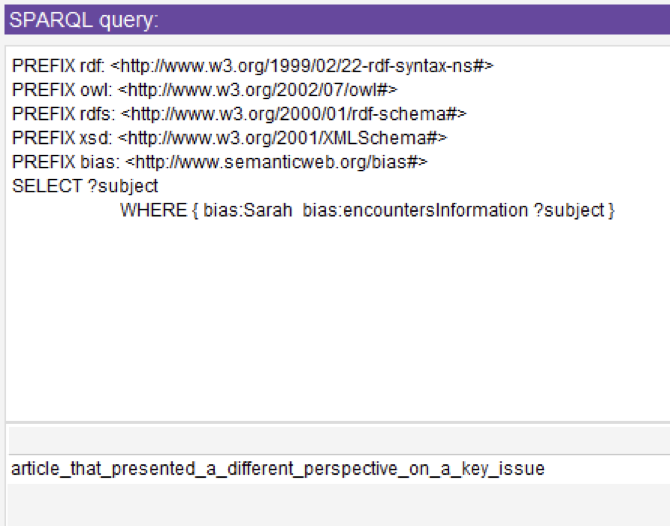 SPARQL query:
PREFIX rdf: <http://www.w3.org/1999/02/22-rdf-syntax-ns#>
PREFIX owl: <http://www.w3.org/2002/07/owl#>
PREFIX rdfs: <http://www.w3.org/2000/01/rdf-schema#>
PREFIX xsd: <http://www.w3.org/2001/XMLSchema#>
PREFIX bias: <http://www.semanticweb.org/bias#>
SELECT ?subject
WHERE { bias:Sarah bias:encountersInformation ?subject }
article_that_presented_a_different_perspective_on_a_key_issue